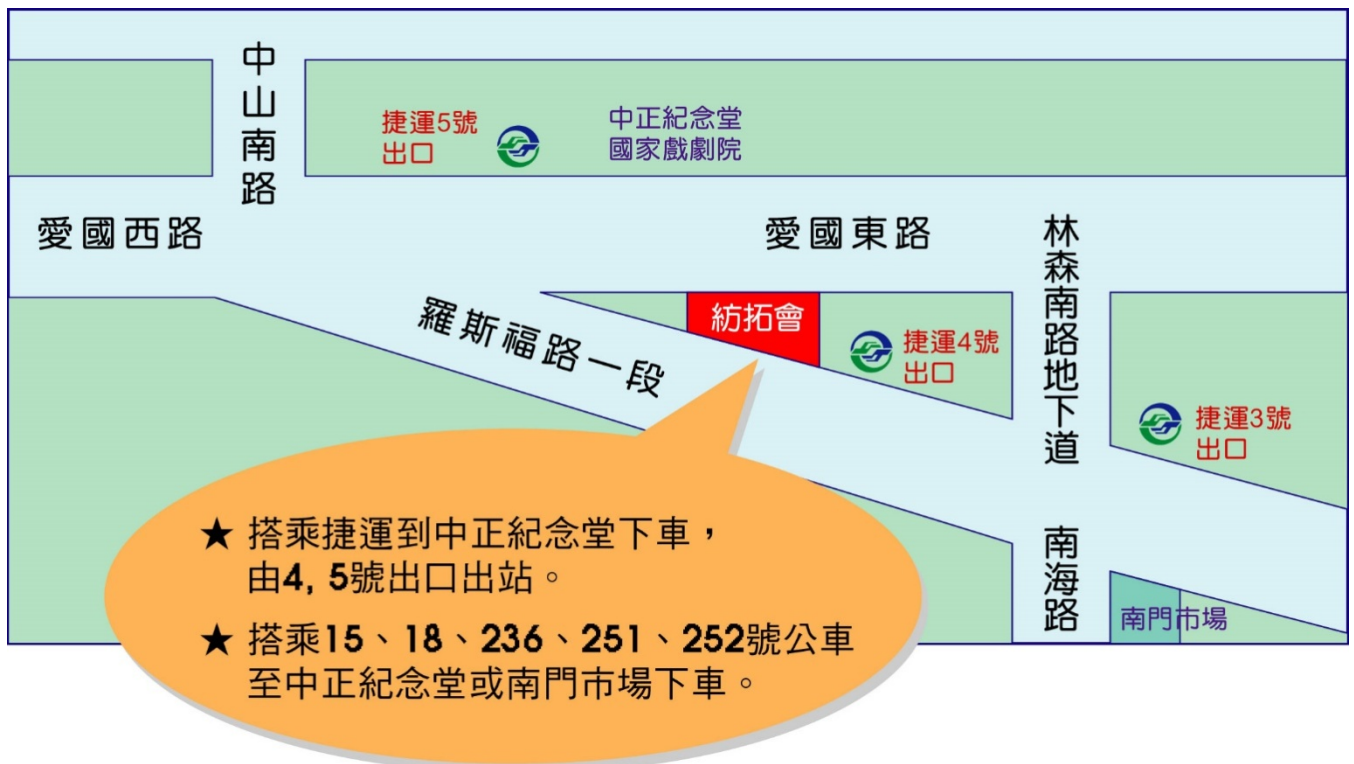 中山南路
捷運5號
出口
中正紀念堂
國家戲劇院
愛國西路
愛國東路
林森南路地下道
羅斯福路一段
紡拓會
捷運4號
出口
捷運3號
出口
★ 搭乘捷運到中正紀念堂下車，
由4, 5號出口出站。
★ 搭乘15、18、236、251、252號公車
至中正紀念堂或南門市場下車。
南海路
南門市場